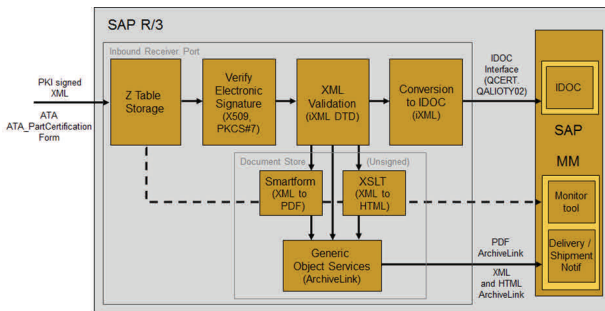 SAP R/3
Inbound Receiver Port
PKI signed
XML
ATA
ATA_PartCertification
Form
Z Table
Storage
Verify
Electronic
Signature
(X509,
PKCS#7)
XML
Validation
(iXML DTD)
Conversion
to IDOC
(iXML)
IDOC
Interface
(QCERT.
QALIOTY02)
IDOC
SAP
MM
Document Store
(Unsigned)
Smartform
(XML to
PDF)
XSLT
(XML to
HTML)
Monitor
tool
Generic
Object Services
(ArchiveLink)
PDF
ArchiveLink
XML
and HTML
ArchiveLink
Delivery /
Shipment
Notif